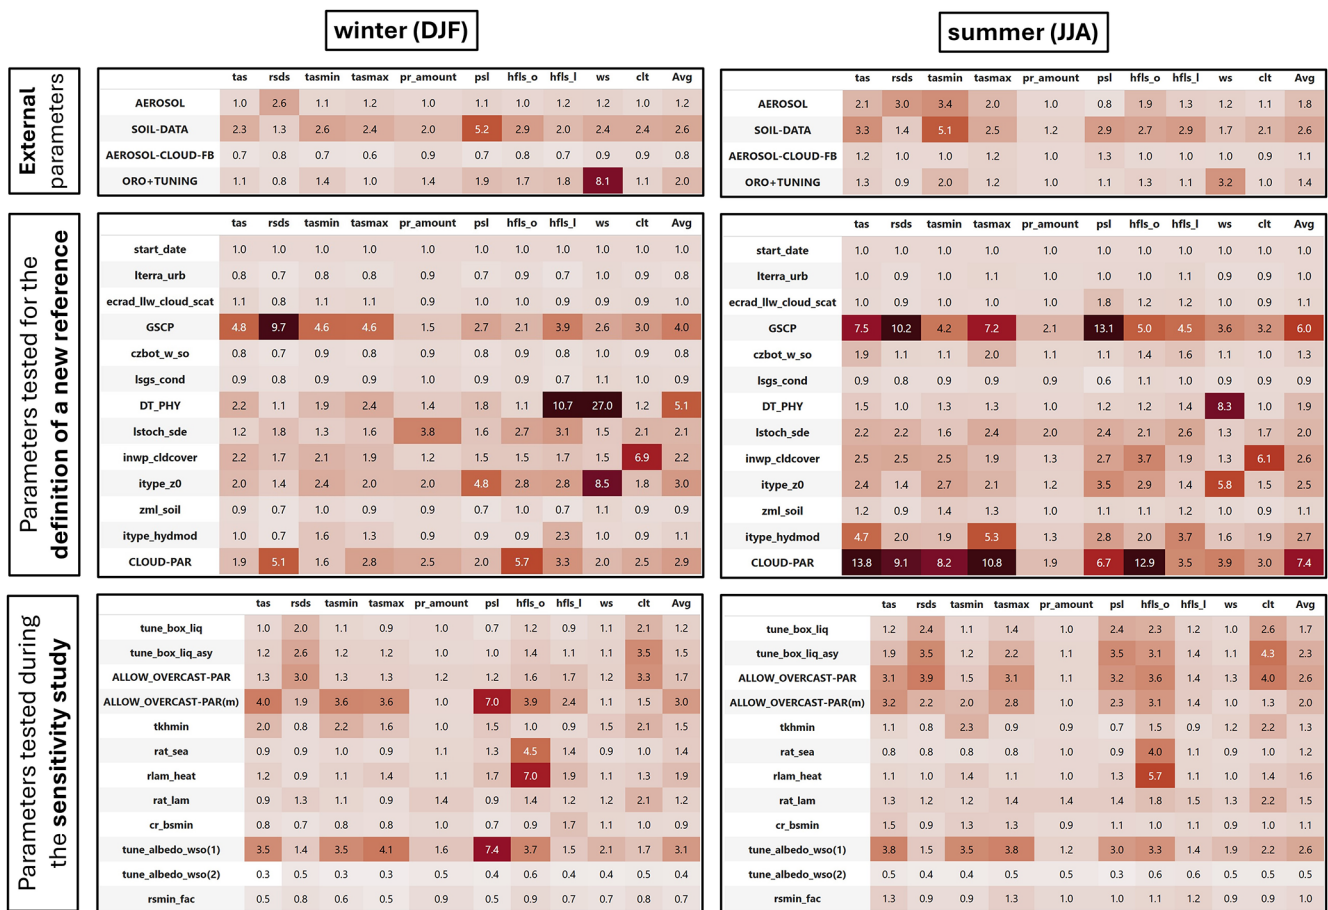 winter (DJF)
summer (JJA)
External
parameters
tas rsds tasmin tasmax pr_amount psl hfls_o hfls_l ws clt Avg
AEROSOL 1.0 2.6 1.1 1.2 1.0 1.1 1.0 1.2 1.2 1.0 1.2
SOIL-DATA 2.3 1.3 2.6 2.4 2.0 5.2 2.9 2.0 2.4 2.4 2.6
AEROSOL-CLOUD-FB 0.7 0.8 0.7 0.6 0.9 0.7 0.8 0.7 0.9 0.9 0.8
ORO+TUNING 1.1 0.8 1.4 1.0 1.4 1.9 1.7 1.8 8.1 1.1 2.0
tas rsds tasmin tasmax pr_amount psl hfls_o hfls_l ws clt Avg
AEROSOL 2.1 3.0 3.4 2.0 1.0 0.8 1.9 1.3 1.2 1.1 1.8
SOIL-DATA 3.3 1.4 5.1 2.5 1.2 2.9 2.7 2.9 1.7 2.1 2.6
AEROSOL-CLOUD-FB 1.2 1.0 1.0 1.2 1.0 1.3 1.0 1.0 1.0 0.9 1.1
ORO+TUNING 1.3 0.9 2.0 1.2 1.0 1.1 1.3 1.1 3.2 1.0 1.4
Parameters tested for the
definition of a new reference
tas rsds tasmin tasmax pr_amount psl hfls_o hfls_l ws clt Avg
start_date 1.0 1.0 1.0 1.0 1.0 1.0 1.0 1.0 1.0 1.0 1.0
lterra_urb 0.8 0.7 0.8 0.8 0.9 0.7 0.9 0.7 1.0 0.9 0.8
ecrad_llw_cloud_scat 1.1 0.8 1.1 1.1 0.9 1.0 1.0 0.9 0.9 0.9 1.0
GSCP 4.8 9.7 4.6 4.6 1.5 2.7 2.1 3.9 2.6 3.0 4.0
czbot_w_so 0.8 0.7 0.9 0.8 0.9 0.8 0.9 0.8 1.0 0.9 0.8
lsgs_cond 0.9 0.8 0.9 0.9 1.0 0.9 0.9 0.7 1.1 1.0 0.9
DT_PHY 2.2 1.1 1.9 2.4 1.4 1.8 1.1 10.7 27.0 1.2 5.1
lstoch_sde 1.2 1.8 1.3 1.6 3.8 1.6 2.7 3.1 1.5 2.1 2.1
inwp_cldcover 2.2 1.7 2.1 1.9 1.2 1.5 1.5 1.7 1.5 6.9 2.2
itype_z0 2.0 1.4 2.4 2.0 2.0 4.8 2.8 2.8 8.5 1.8 3.0
zml_soil 0.9 0.7 1.0 0.9 0.9 0.7 1.0 0.7 1.1 0.9 0.9
itype_hydmod 1.0 0.7 1.6 1.3 0.9 0.9 0.9 2.3 1.0 0.9 1.1
CLOUD-PAR 1.9 5.1 1.6 2.8 2.5 2.0 5.7 3.3 2.0 2.5 2.9
tas rsds tasmin tasmax pr_amount psl hfls_o hfls_l ws clt Avg
start_date 1.0 1.0 1.0 1.0 1.0 1.0 1.0 1.0 1.0 1.0 1.0
lterra_urb 1.0 0.9 1.0 1.1 1.0 1.0 1.0 1.1 0.9 0.9 1.0
ecrad_llw_cloud_scat 1.0 0.9 1.0 1.0 1.0 1.8 1.2 1.2 1.0 0.9 1.1
GSCP 7.5 10.2 4.2 7.2 2.1 13.1 5.0 4.5 3.6 3.2 6.0
czbot_w_so 1.9 1.1 1.1 2.0 1.1 1.1 1.4 1.6 1.1 1.0 1.3
lsgs_cond 0.9 0.8 0.9 0.9 0.9 0.6 1.1 1.0 0.9 0.9 0.9
DT_PHY 1.5 1.0 1.3 1.3 1.0 1.2 1.2 1.4 8.3 1.0 1.9
lstoch_sde 2.2 2.2 1.6 2.4 2.0 2.4 2.1 2.6 1.3 1.7 2.0
inwp_cldcover 2.5 2.5 2.5 1.9 1.3 2.7 3.7 1.9 1.3 6.1 2.6
itype_z0 2.4 1.4 2.7 2.1 1.2 3.5 2.9 1.4 5.8 1.5 2.5
zml_soil 1.2 0.9 1.4 1.3 1.0 1.1 1.1 1.2 1.0 0.9 1.1
itype_hydmod 4.7 2.0 1.9 5.3 1.3 2.8 2.0 3.7 1.6 1.9 2.7
CLOUD-PAR 13.8 9.1 8.2 10.8 1.9 6.7 12.9 3.5 3.9 3.0 7.4
Parameters tested during
the sensitivity study
tas rsds tasmin tasmax pr_amount psl hfls_o hfls_l ws clt Avg
tune_box_liq 1.0 2.0 1.1 0.9 1.0 0.7 1.2 0.9 1.1 2.1 1.2
tune_box_liq_asy 1.2 2.6 1.2 1.2 1.0 1.0 1.4 1.1 1.1 3.5 1.5
ALLOW_OVERCAST-PAR 1.3 3.0 1.3 1.3 1.2 1.2 1.6 1.7 1.2 3.3 1.7
ALLOW_OVERCAST-PAR(m) 4.0 1.9 3.6 3.6 1.0 7.0 3.9 2.4 1.1 1.5 3.0
tkhmin 2.0 0.8 2.2 1.6 1.0 1.5 1.0 0.9 1.5 2.1 1.5
rat_sea 0.9 0.9 1.0 0.9 1.1 1.3 4.5 1.4 0.9 1.0 1.4
rlam_heat 1.2 0.9 1.1 1.4 1.1 1.7 7.0 1.9 1.1 1.3 1.9
rat_lam 0.9 1.3 1.1 0.9 1.4 0.9 1.4 1.2 1.2 2.1 1.2
cr_bsmin 0.8 0.7 0.8 0.8 1.0 0.7 0.9 1.7 1.1 1.0 0.9
tune_albedo_wso(1) 3.5 1.4 3.5 4.1 1.6 7.4 3.7 1.5 2.1 1.7 3.1
tune_albedo_wso(2) 0.3 0.5 0.3 0.3 0.5 0.4 0.6 0.4 0.4 0.5 0.4
rsmin_fac 0.5 0.8 0.6 0.5 0.9 0.5 0.9 0.7 0.7 0.8 0.7
tas rsds tasmin tasmax pr_amount psl hfls_o hfls_l ws clt Avg
tune_box_liq 1.2 2.4 1.1 1.4 1.0 2.4 2.3 1.2 1.0 2.6 1.7
tune_box_liq_asy 1.9 3.5 1.2 2.2 1.1 3.5 3.1 1.4 1.1 4.3 2.3
ALLOW_OVERCAST-PAR 3.1 3.9 1.5 3.1 1.1 3.2 3.6 1.4 1.3 4.0 2.6
ALLOW_OVERCAST-PAR(m) 3.2 2.2 2.0 2.8 1.0 2.3 3.1 1.4 1.0 1.3 2.0
tkhmin 1.1 0.8 2.3 0.9 0.9 0.7 1.5 0.9 1.2 2.2 1.3
rat_sea 0.8 0.8 0.8 0.8 1.0 0.9 4.0 1.1 0.9 1.0 1.2
rlam_heat 1.1 1.0 1.4 1.1 1.0 1.3 5.7 1.1 1.0 1.4 1.6
rat_lam 1.3 1.2 1.2 1.4 1.4 1.4 1.8 1.5 1.3 2.2 1.5
cr_bsmin 1.5 0.9 1.3 1.3 0.9 1.1 1.0 1.1 0.9 1.0 1.1
tune_albedo_wso(1) 3.8 1.5 3.5 3.8 1.2 3.0 3.3 1.4 1.9 2.2 2.6
tune_albedo_wso(2) 0.5 0.4 0.4 0.5 0.5 0.3 0.6 0.6 0.5 0.5 0.5
rsmin_fac 1.3 0.9 0.9 1.3 1.0 1.0 1.1 1.2 0.9 0.9 1.0